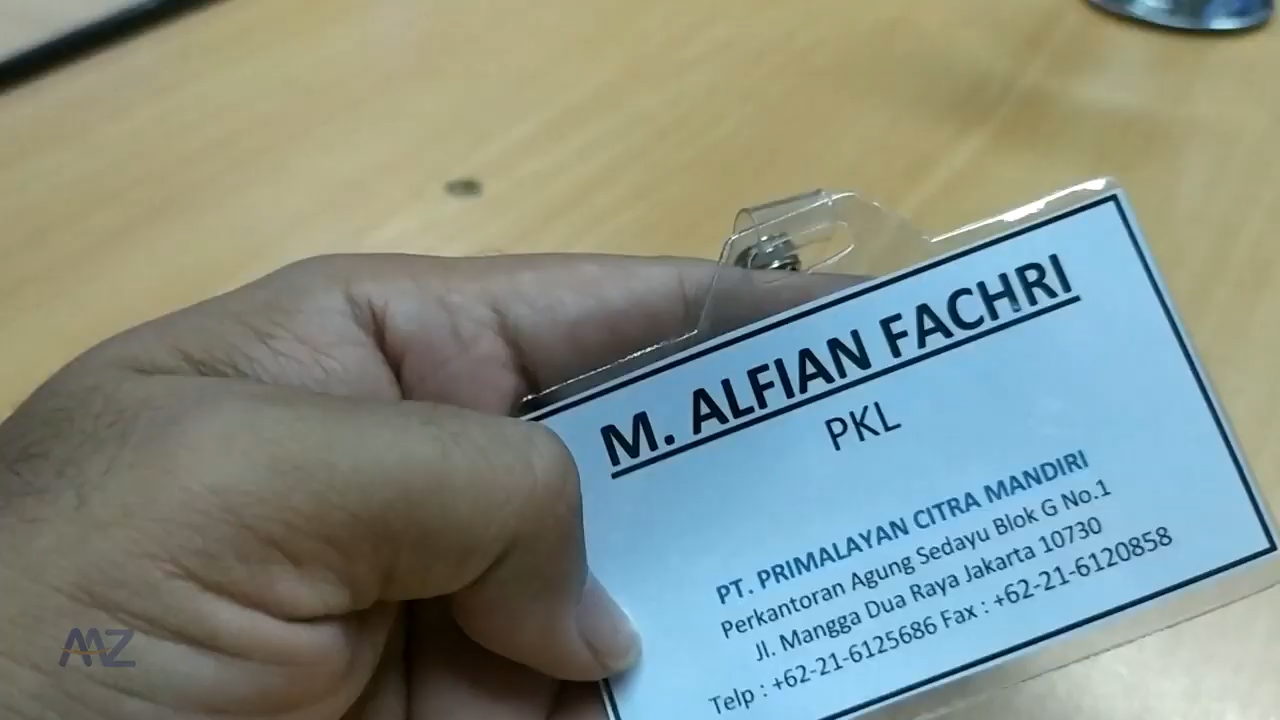 M. ALFIAN FACHRI
PKL
PT. PRIMALAYAN CITRA MANDIRI
Perkantoran Agung Sedayu Blok G No.1
Jl. Mangga Dua Raya Jakarta 10730
Telp : +62-21-6125686 Fax : +62-21-6120858
MZ